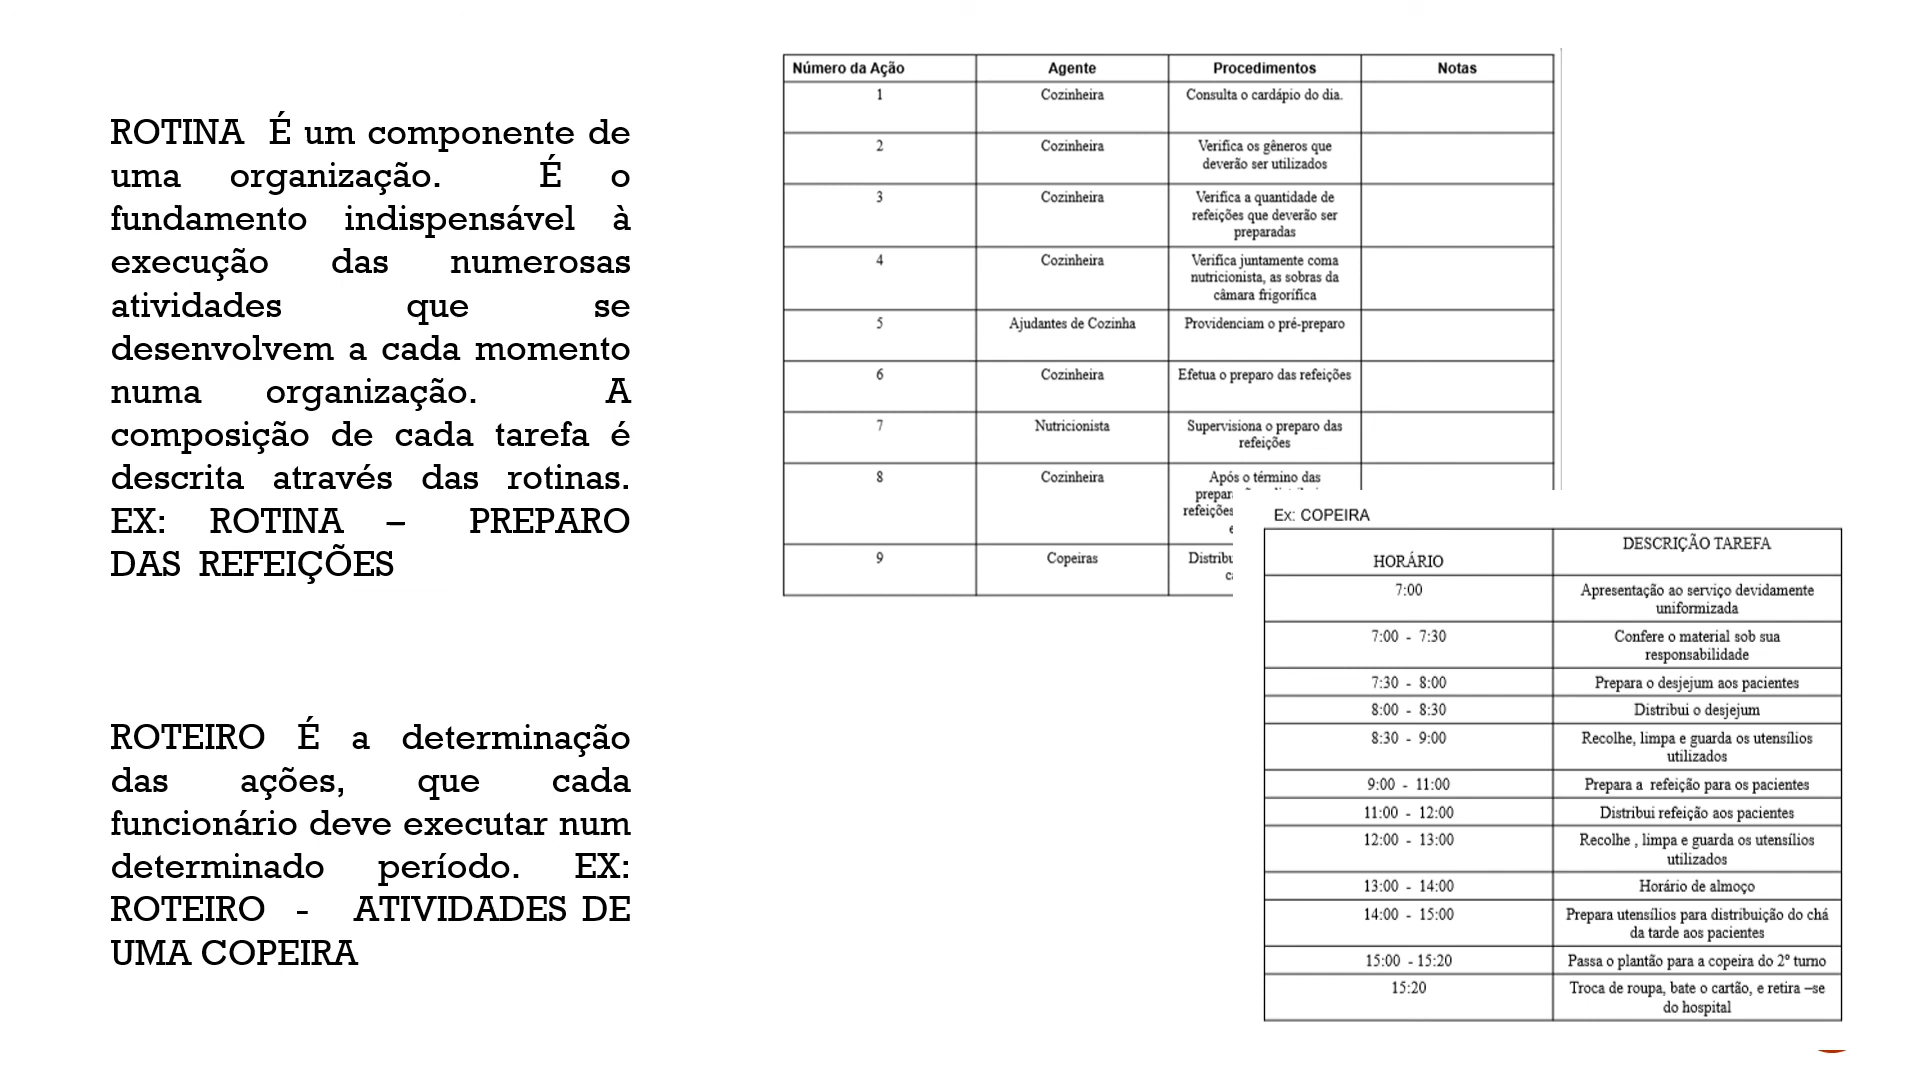 ROTINA É um componente de
uma organização. É o
fundamento indispensável à
execução das numerosas
atividades que se
desenvolvem a cada momento
numa organização. A
composição de cada tarefa é
descrita através das rotinas.
EX: ROTINA – PREPARO
DAS REFEIÇÕES
ROTEIRO É a determinação
das ações, que cada
funcionário deve executar num
determinado período. EX:
ROTEIRO - ATIVIDADES DE
UMA COPEIRA
Número da Ação Agente Procedimentos Notas
1 Cozinheira Consulta o cardápio do dia.
2 Cozinheira Verifica os gêneros que
deverão ser utilizados
3 Cozinheira Verifica a quantidade de
refeições que deverão ser
preparadas
4 Cozinheira Verifica juntamente coma
nutricionista, as sobras da
câmara frigorífica
5 Ajudantes de Cozinha Providenciam o pré-preparo
6 Cozinheira Efetua o preparo das refeições
7 Nutricionista Supervisiona o preparo das
refeições
8 Cozinheira Após o término das
refeições
9 Copeiras
Ex: COPEIRA
HORÁRIO DESCRIÇÃO TAREFA
7:00 Apresentação ao serviço devidamente
uniformizada
7:00 - 7:30 Confere o material sob sua
responsabilidade
7:30 - 8:00 Prepara o desjejum aos pacientes
8:00 - 8:30 Distribui o desjejum
8:30 - 9:00 Recolhe, limpa e guarda os utensílios
utilizados
9:00 - 11:00 Prepara a refeição para os pacientes
11:00 - 12:00 Distribui refeição aos pacientes
12:00 - 13:00 Recolhe , limpa e guarda os utensílios
utilizados
13:00 - 14:00 Horário de almoço
14:00 - 15:00 Prepara utensílios para distribuição do chá
da tarde aos pacientes
15:00 - 15:20 Passa o plantão para a copeira do 2º turno
15:20 Troca de roupa, bate o cartão, e retira –se
do hospital